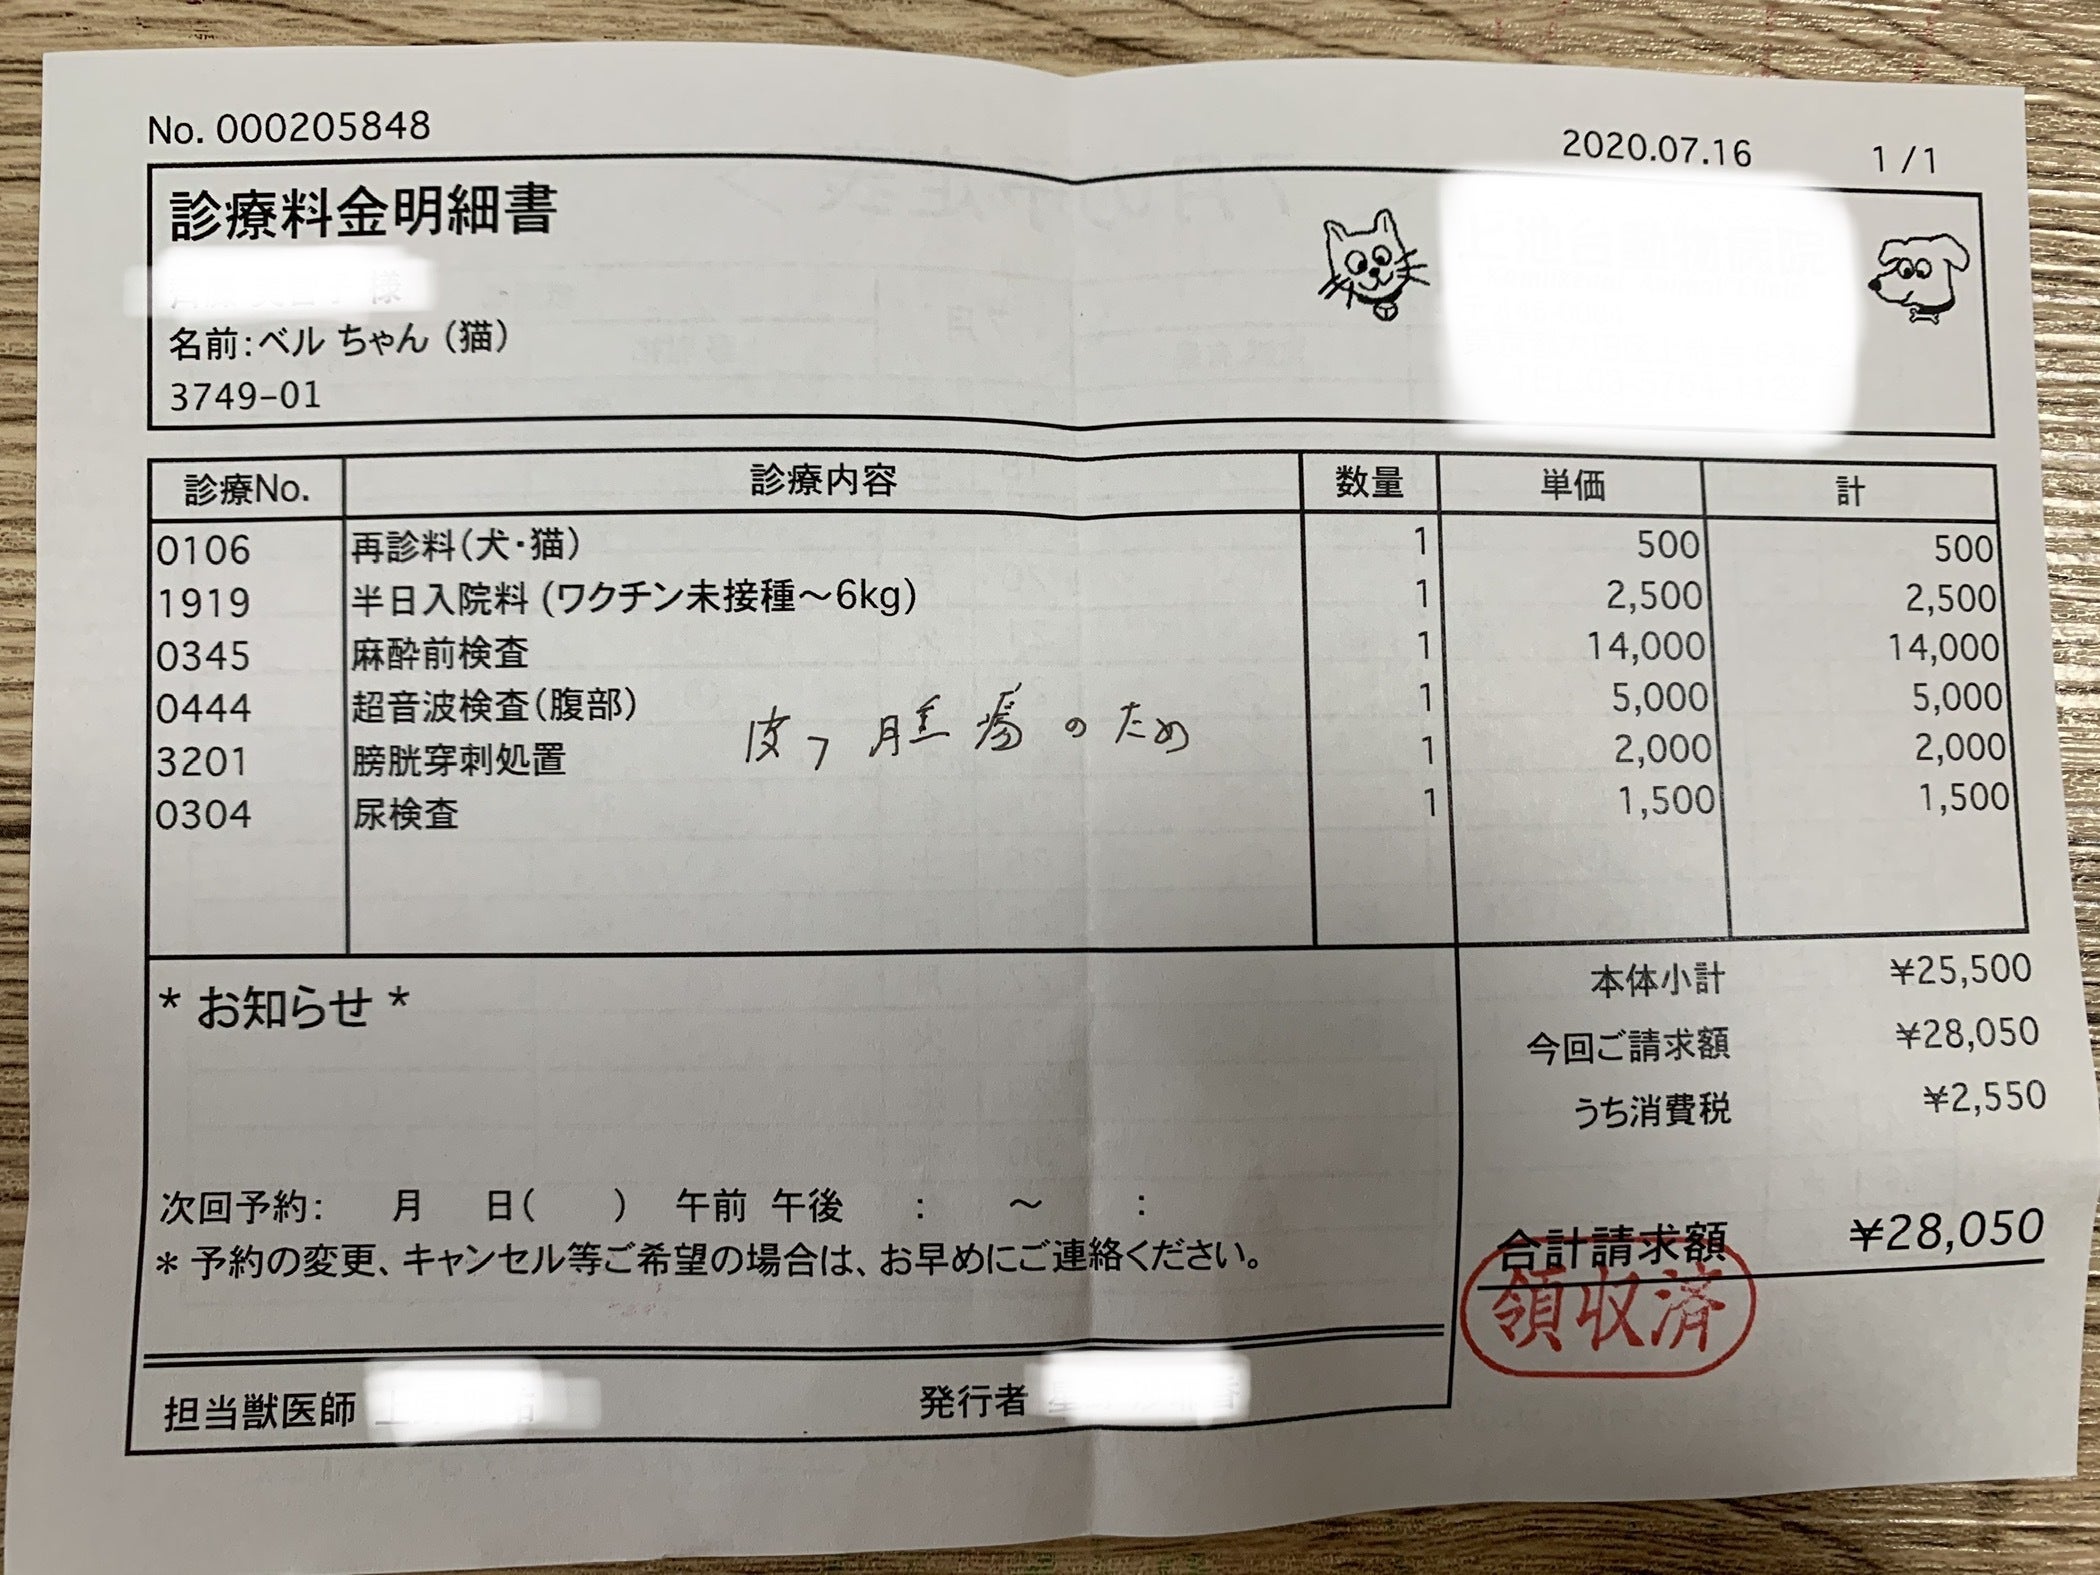 No. 000205848
2020.07.16 1/1
診療料金明細書
様
名前:ベル ちゃん (猫)
3749-01
診療No. 診療内容 数量 単価 計
0106 再診料(犬・猫) 1 500 500
1919 半日入院料 (ワクチン未接種～6kg) 1 2,500 2,500
0345 麻酔前検査 1 14,000 14,000
0444 超音波検査(腹部) 1 5,000 5,000
3201 膀胱穿刺処置 1 2,000 2,000
0304 尿検査 1 1,500 1,500
腫瘍のため
本体小計 ¥25,500
今回ご請求額 ¥28,050
うち消費税 ¥2,550
合計請求額 ¥28,050
領収済
* お知らせ *
次回予約: 月 日( ) 午前 午後 : ～ :
* 予約の変更、キャンセル等ご希望の場合は、お早めにご連絡ください。
担当獣医師 発行者